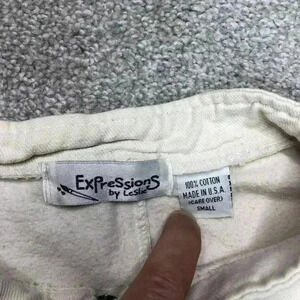 ExPressionS
by Leslie
100% COTTON
MADE IN U.S.A.
(CARE OVER)
SMALL